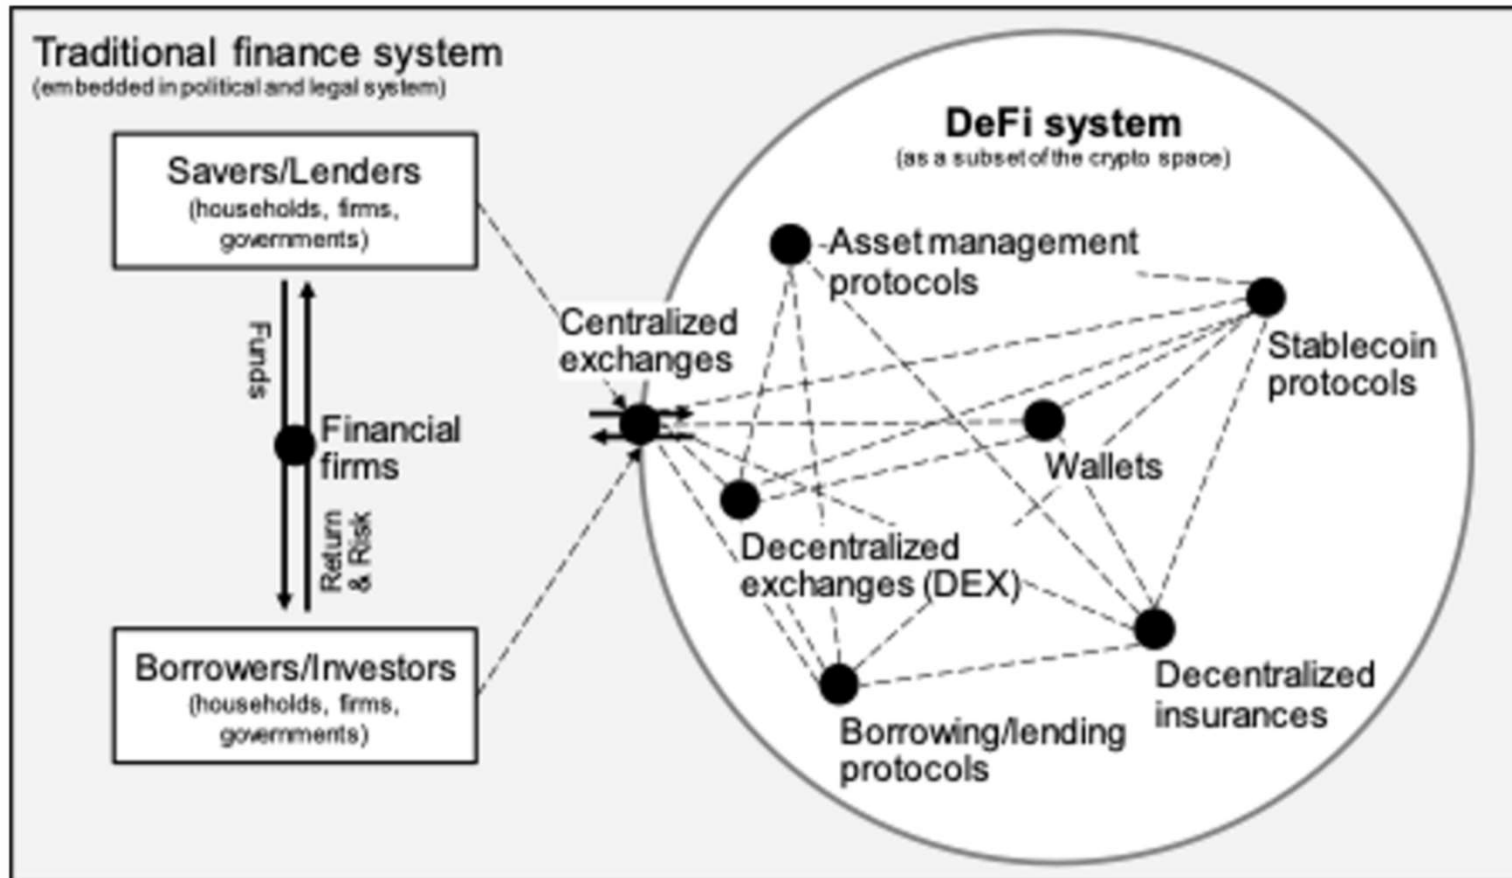 Traditional finance system
(embedded in political and legal system)
Savers/Lenders
(households, firms,
governments)
Funds
Financial
firms
Return
& Risk
Borrowers/Investors
(households, firms,
governments)
Centralized
exchanges
DeFi system
(as a subset of the crypto space)
Asset management
protocols
Stablecoin
protocols
Wallets
Decentralized
exchanges (DEX)
Decentralized
insurances
Borrowing/lending
protocols